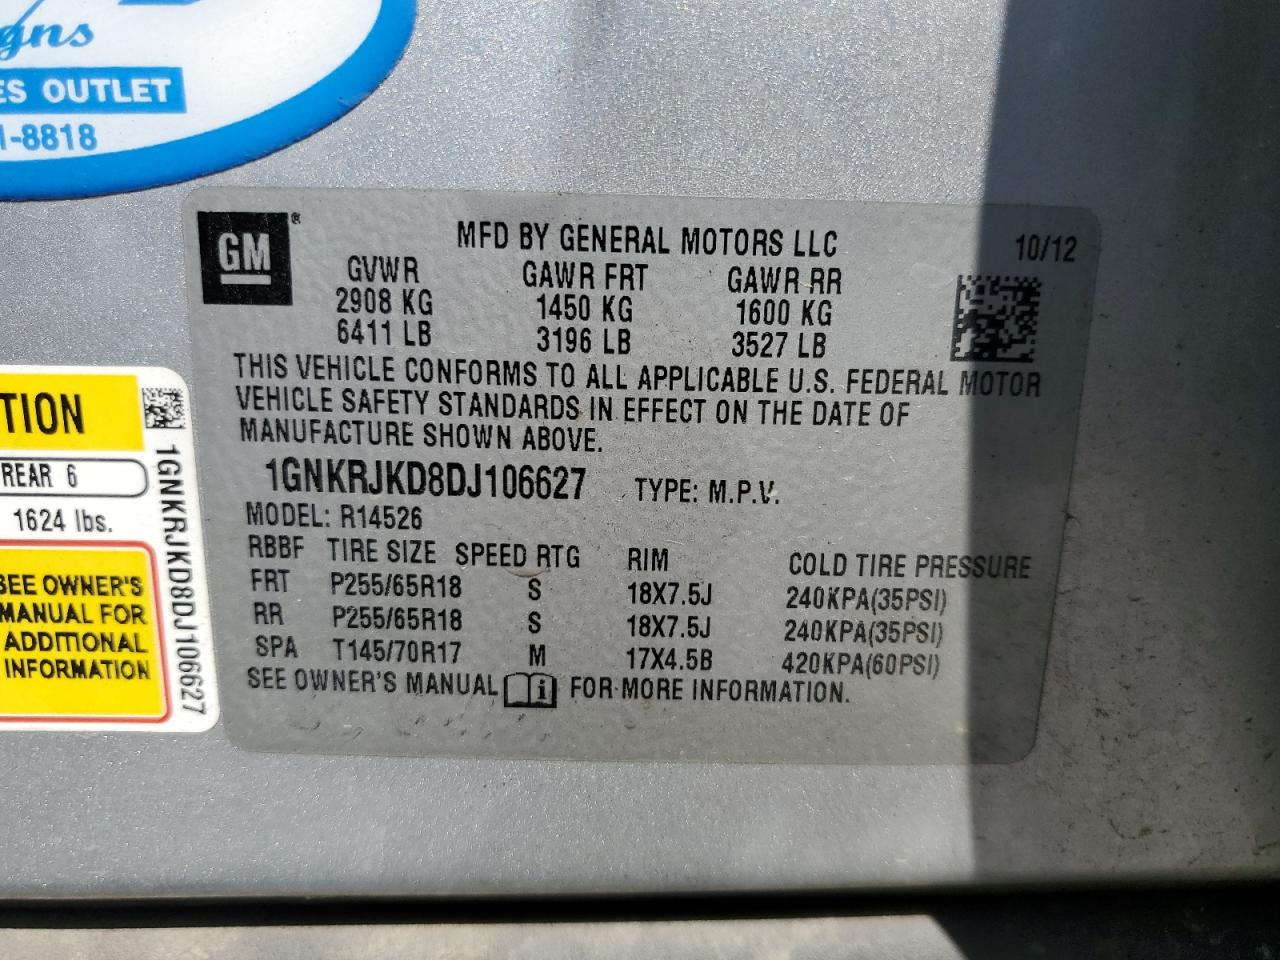 gns
ES OUTLET
1-8818
GM®
MFD BY GENERAL MOTORS LLC
10/12
GVWR GAWR FRT GAWR RR
2908 KG 1450 KG 1600 KG
6411 LB 3196 LB 3527 LB
THIS VEHICLE CONFORMS TO ALL APPLICABLE U.S. FEDERAL MOTOR
VEHICLE SAFETY STANDARDS IN EFFECT ON THE DATE OF
MANUFACTURE SHOWN ABOVE.
1GNKRJKD8DJ106627 TYPE: M.P.V.
MODEL: R14526
RBBF TIRE SIZE SPEED RTG RIM COLD TIRE PRESSURE
FRT P255/65R18 S 18X7.5J 240KPA(35PSI)
RR P255/65R18 S 18X7.5J 240KPA(35PSI)
SPA T145/70R17 M 17X4.5B 420KPA(60PSI)
SEE OWNER'S MANUAL FOR MORE INFORMATION.
TION
REAR 6
1624 lbs.
SEE OWNER'S
MANUAL FOR
ADDITIONAL
INFORMATION
1GNKRJKD8DJ106627